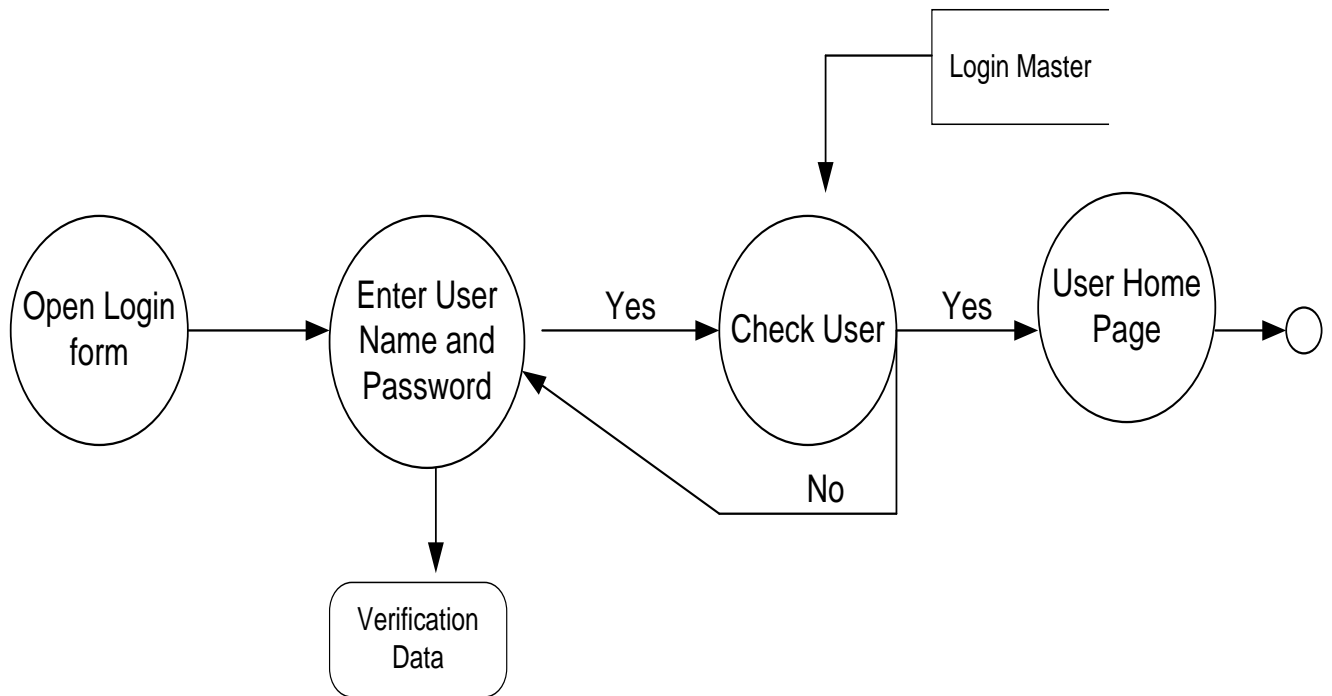 Login Master
Open Login
form
Enter User
Name and
Password
Yes
Check User
Yes
User Home
Page
No
Verification
Data